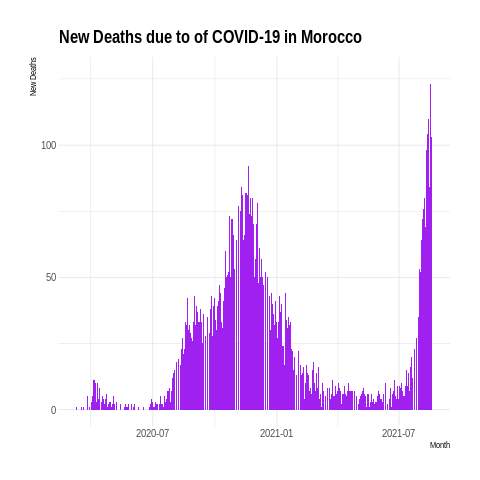 New Deaths due to of COVID-19 in Morocco
New Deaths
100
50
0
2020-07
2021-01
2021-07
Month